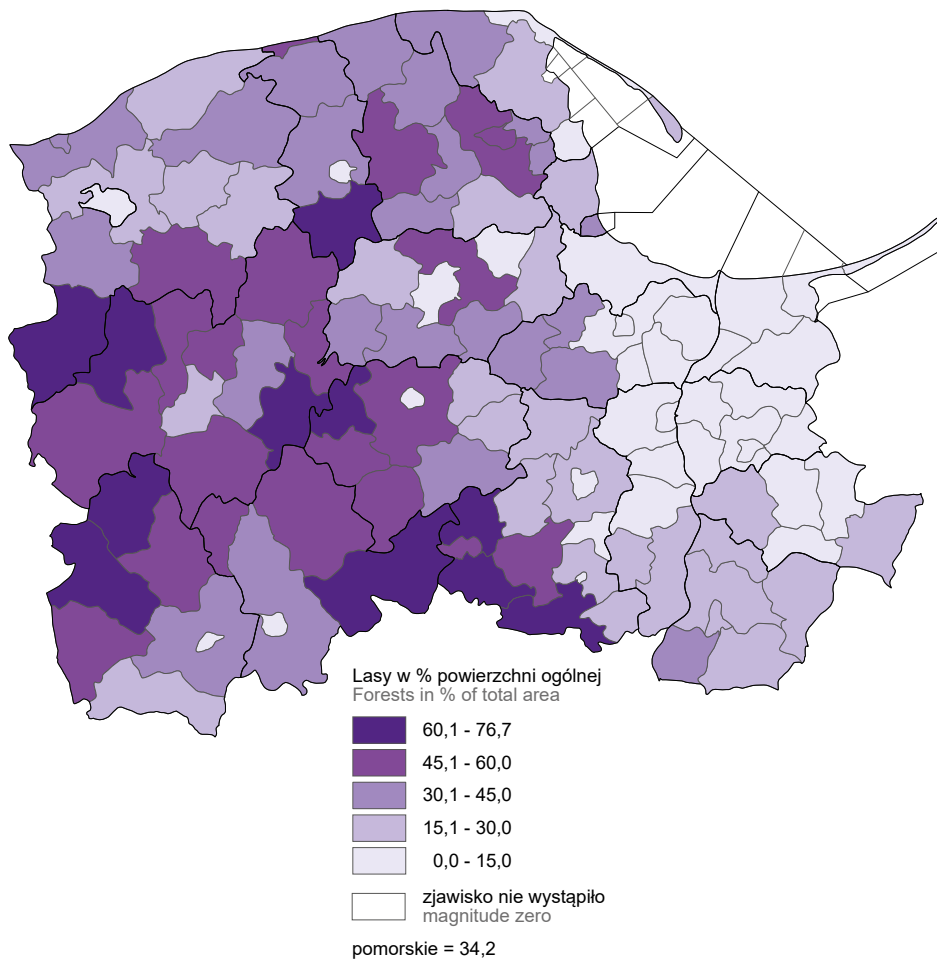 Lasy w % powierzchni ogólnej
Forests in % of total area
60,1 - 76,7
45,1 - 60,0
30,1 - 45,0
15,1 - 30,0
0,0 - 15,0
zjawisko nie wystąpiło
magnitude zero
pomorskie = 34,2